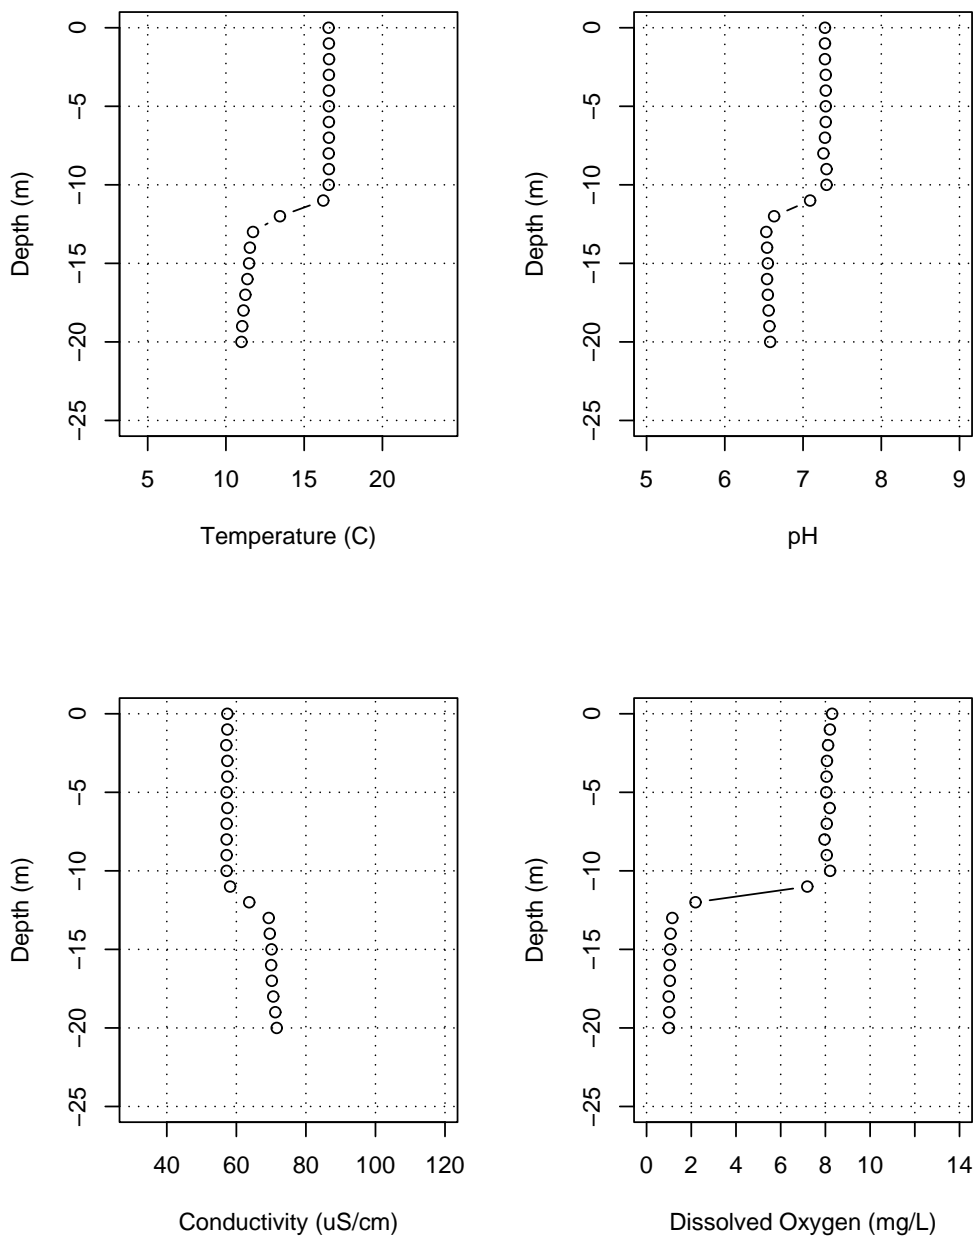 0
−5
−10
−15
−20
−25
Depth (m)
5 10 15 20
Temperature (C)
0
−5
−10
−15
−20
−25
Depth (m)
5 6 7 8 9
pH
0
−5
−10
−15
−20
−25
Depth (m)
40 60 80 100 120
Conductivity (uS/cm)
0
−5
−10
−15
−20
−25
Depth (m)
0 2 4 6 8 10 14
Dissolved Oxygen (mg/L)